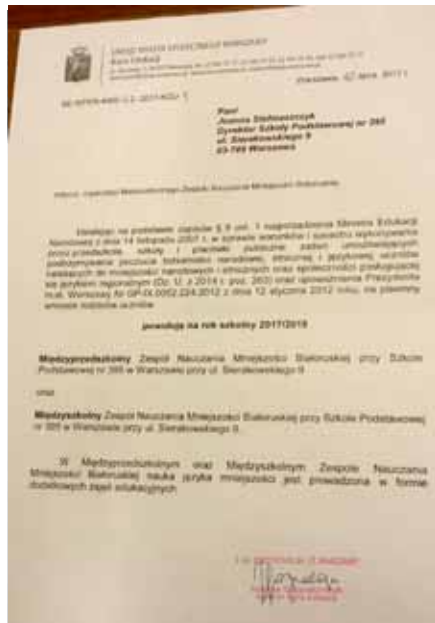 URZĄD MIASTA STOŁECZNEGO WARSZAWY
Biuro Edukacji
Warszawa, lipca 2017 r.
Pani
Joanna
Dyrektor Szkoły Podstawowej nr 395
ul. Sierakowskiego 9
Warszawa
Zespołu Nauczania Mniejszości Białoruskiej
Działając na podstawie zapisów § 9 ust. 1 rozporządzenia Ministra Edukacji
Narodowej z dnia 14 listopada 2007 r. w sprawie warunków i sposobu wykonywania
przez przedszkola, szkoły i placówki publiczne zadań umożliwiających
podtrzymywanie poczucia tożsamości narodowej, etnicznej i językowej uczniów
należących do mniejszości narodowych i etnicznych oraz społeczności posługującej
się językiem regionalnym (Dz. U. z 2014 r. poz. 263) oraz upoważnienia Prezydenta
m.st. Warszawy Nr GP-IX.0052.224.2012 z dnia 12 stycznia 2012 roku, na pisemny
wniosek rodziców uczniów
powołuję na rok szkolny 2017/2018
Międzyprzedszkolny Zespół Nauczania Mniejszości Białoruskiej przy Szkole
Podstawowej nr 395 w Warszawie przy ul. Sierakowskiego 9
oraz
Międzyszkolny Zespół Nauczania Mniejszości Białoruskiej przy Szkole Podstawowej
nr 395 w Warszawie przy ul. Sierakowskiego 9.
W Międzyprzedszkolnym oraz Międzyszkolnym Zespole Nauczania
Mniejszości Białoruskiej nauka języka mniejszości jest prowadzona w formie
dodatkowych zajęć edukacyjnych